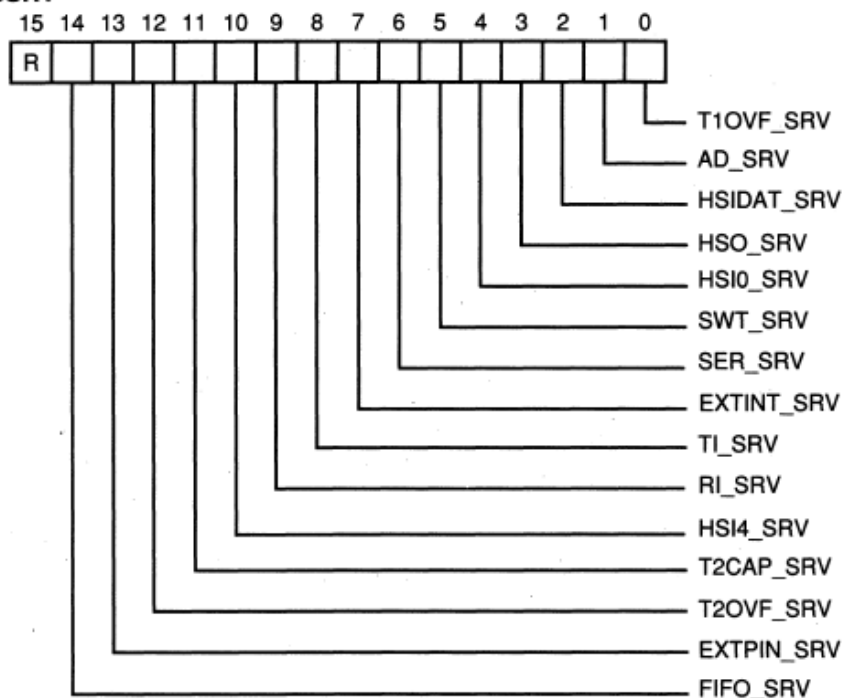 15 14 13 12 11 10 9 8 7 6 5 4 3 2 1 0
R
T1OVF_SRV
AD_SRV
HSIDAT_SRV
HSO_SRV
HSI0_SRV
SWT_SRV
SER_SRV
EXTINT_SRV
TI_SRV
RI_SRV
HSI4_SRV
T2CAP_SRV
T2OVF_SRV
EXTPIN_SRV
FIFO_SRV